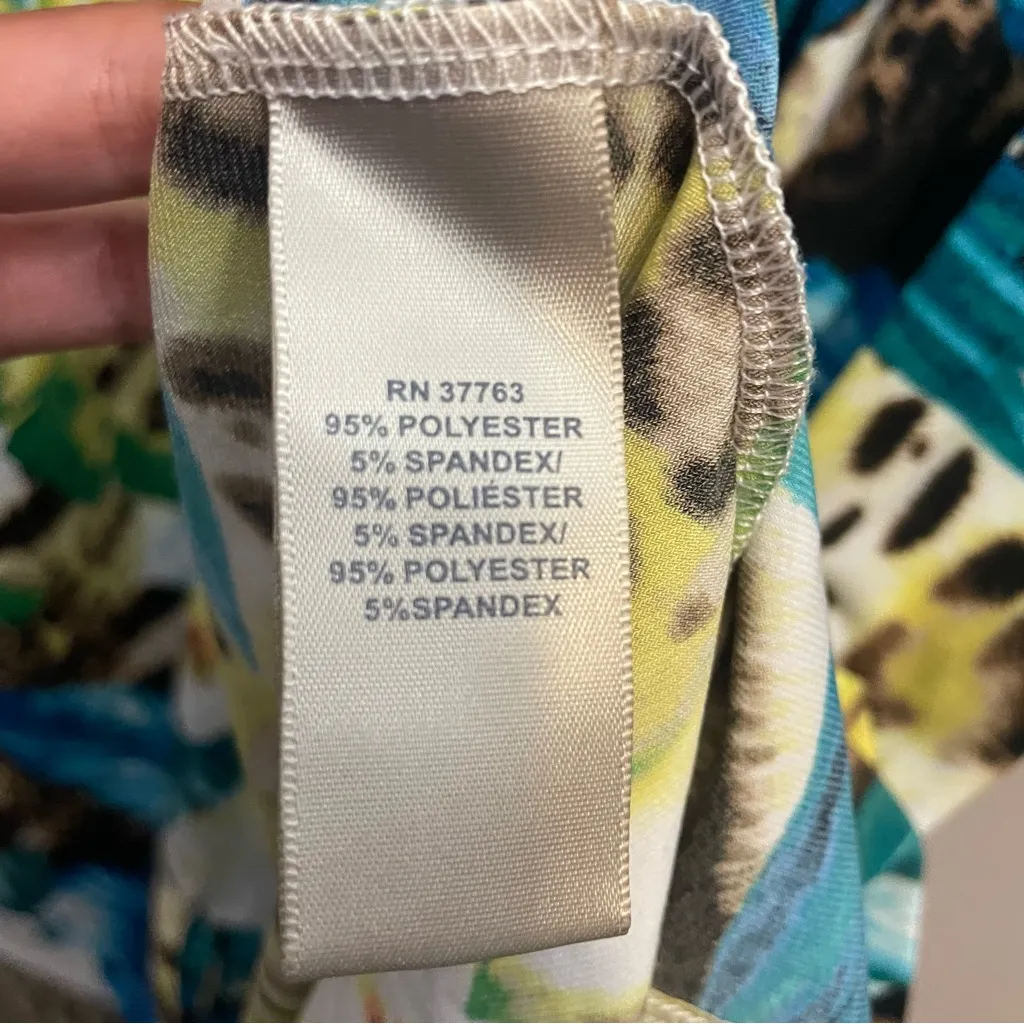 RN 37763
95% POLYESTER
5% SPANDEX/
95% POLIÉSTER
5% SPANDEX/
95% POLYESTER
5%SPANDEX